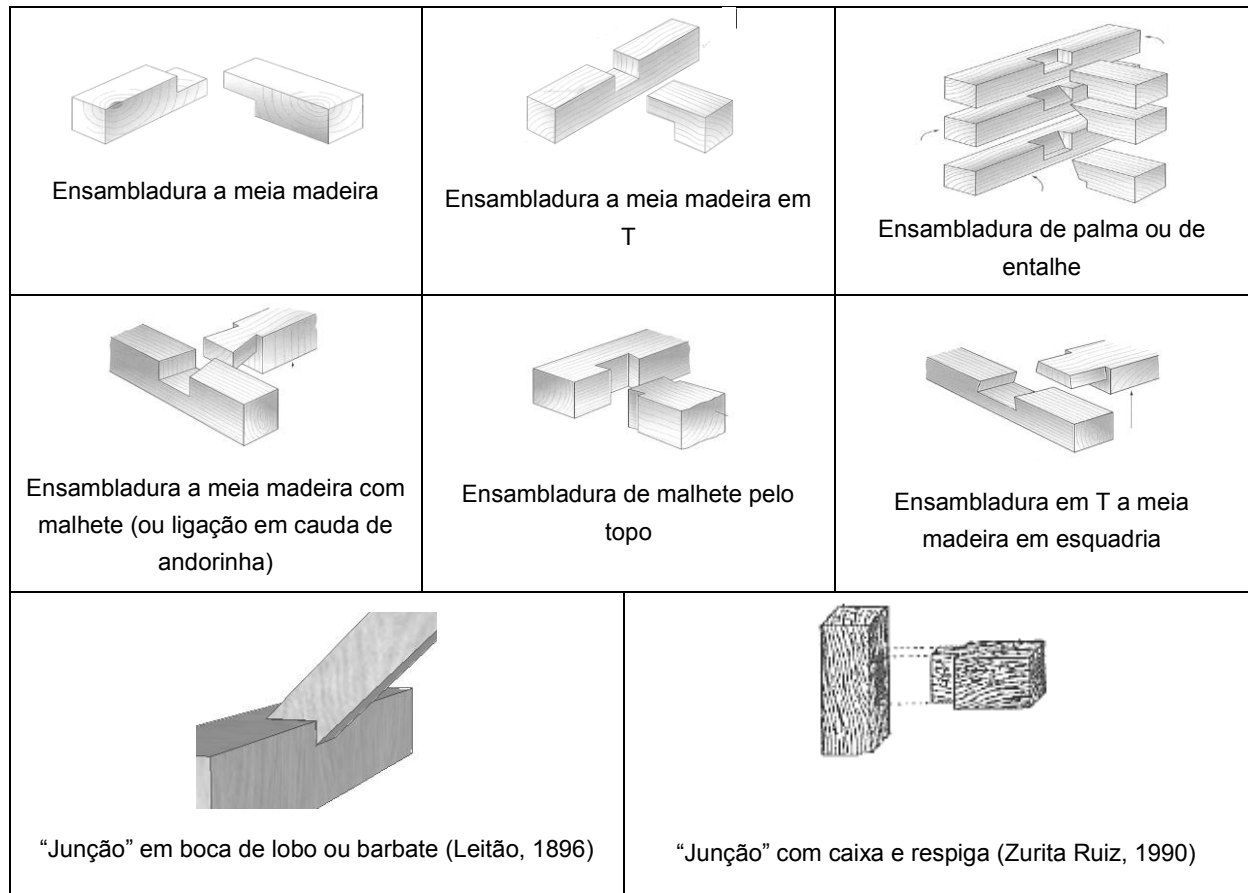 Ensambladura a meia madeira
Ensambladura a meia madeira em
T
Ensambladura de palma ou de
entalhe
Ensambladura a meia madeira com
malhete (ou ligação em cauda de
andorinha)
Ensambladura de malhete pelo
topo
Ensambladura em T a meia
madeira em esquadria
“Junção” em boca de lobo ou barbate (Leitão, 1896)
“Junção” com caixa e respiga (Zurita Ruiz, 1990)